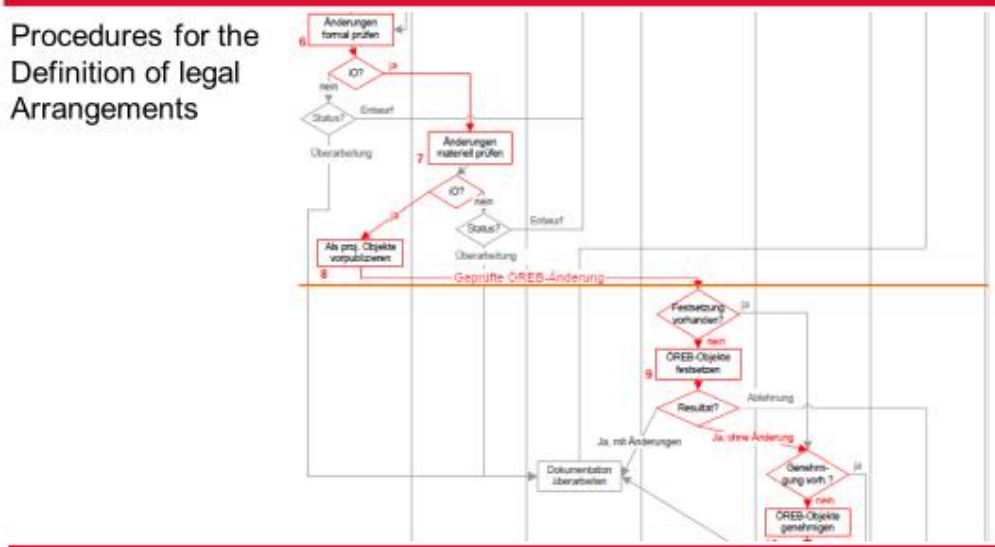 Procedures for the
Definition of legal
Arrangements
Änderungen
formal prüfen
6
iO?
ja
nein
Status?
Entwurf
Überarbeitung
Änderungen
materiell prüfen
7
iO?
nein
ja
Status?
Entwurf
Überarbeitung
Als proj. Objekte
vorpublizieren
8
Geprüfte ÖREB-Änderung
Festsetzung
vorhanden?
ja
nein
ÖREB-Objekte
festsetzen
9
Resultat?
Ablehnung
Ja, mit Änderungen
Ja, ohne Änderung
Dokumentation
überarbeiten
Genehmi-
gung vorh.?
ja
nein
ÖREB-Objekte
genehmigen